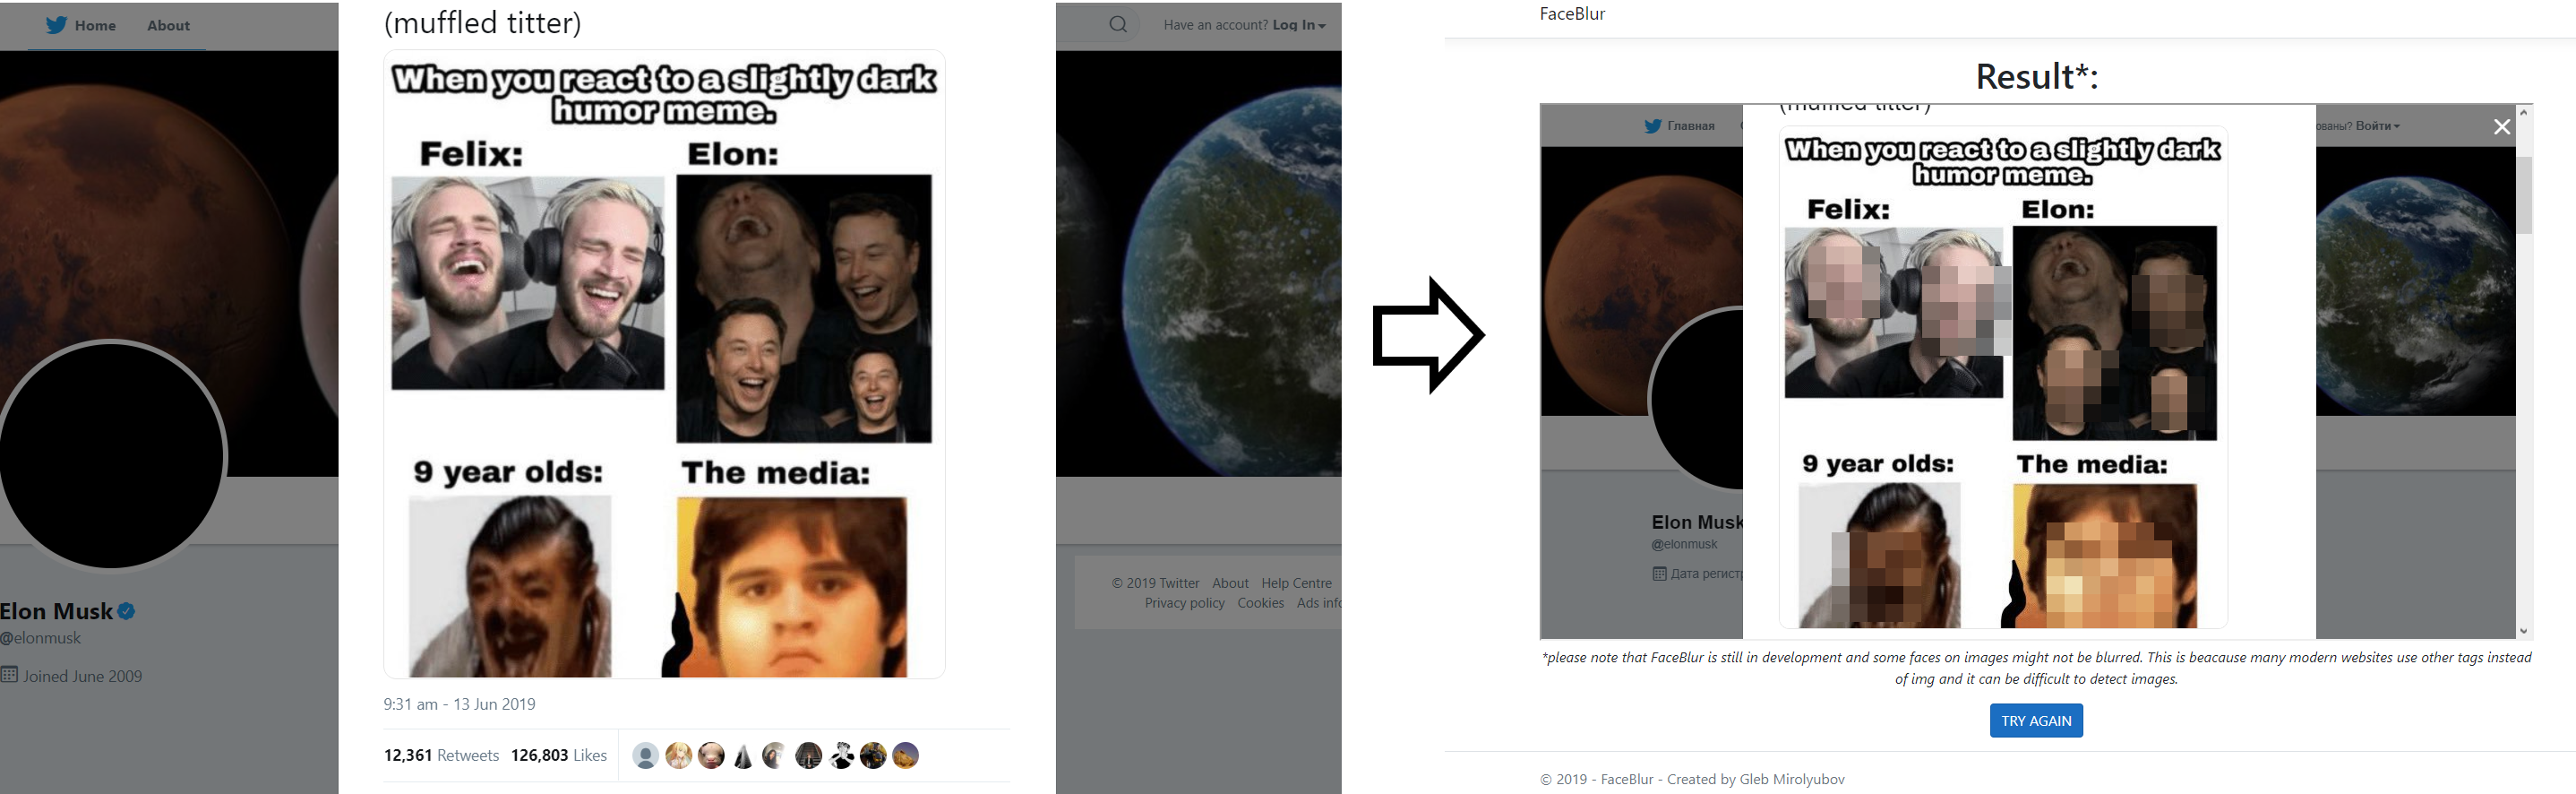 Home About
(muffled titter)
Have an account? Log In
When you react to a slightly dark
humor meme.
Felix: Elon:
9 year olds: The media:
Elon Musk
@elonmusk
Joined June 2009
© 2019 Twitter About Help Centre
Privacy policy Cookies Ads info
9:31 am - 13 Jun 2019
12,361 Retweets 126,803 Likes
FaceBlur
Result*:
(muffled titter)
Главная
ованы? Войти
When you react to a slightly dark
humor meme.
Felix: Elon:
9 year olds: The media:
Elon Musk
@elonmusk
Дата регистр
*please note that FaceBlur is still in development and some faces on images might not be blurred. This is beacause many modern websites use other tags instead
of img and it can be difficult to detect images.
TRY AGAIN
© 2019 - FaceBlur - Created by Gleb Mirolyubov